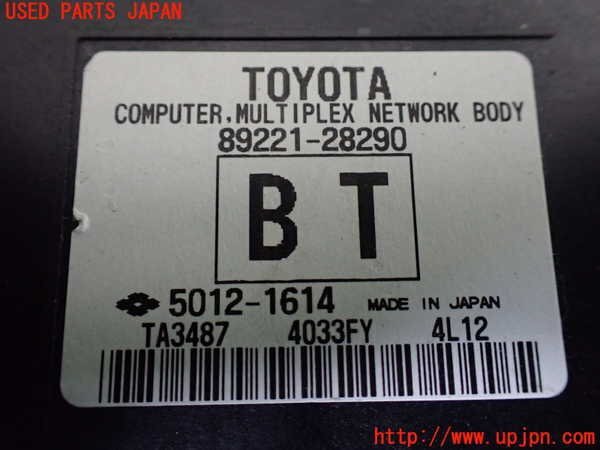 USED PARTS JAPAN
TOYOTA
COMPUTER, MULTIPLEX NETWORK BODY
89221-28290
BT
5012-1614 MADE IN JAPAN
TA3487 4033FY 4L12
http://www.upjpn.com/